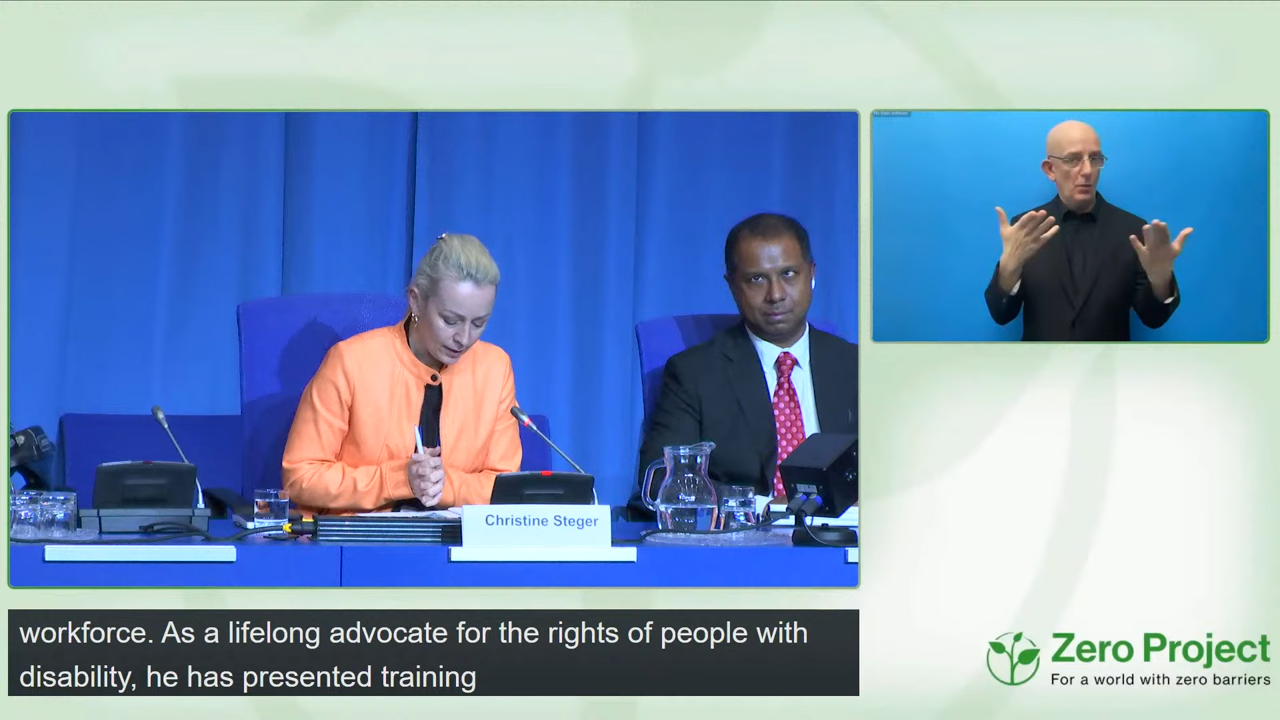 Christine Steger
workforce. As a lifelong advocate for the rights of people with
disability, he has presented training
Zero Project
For a world with zero barriers